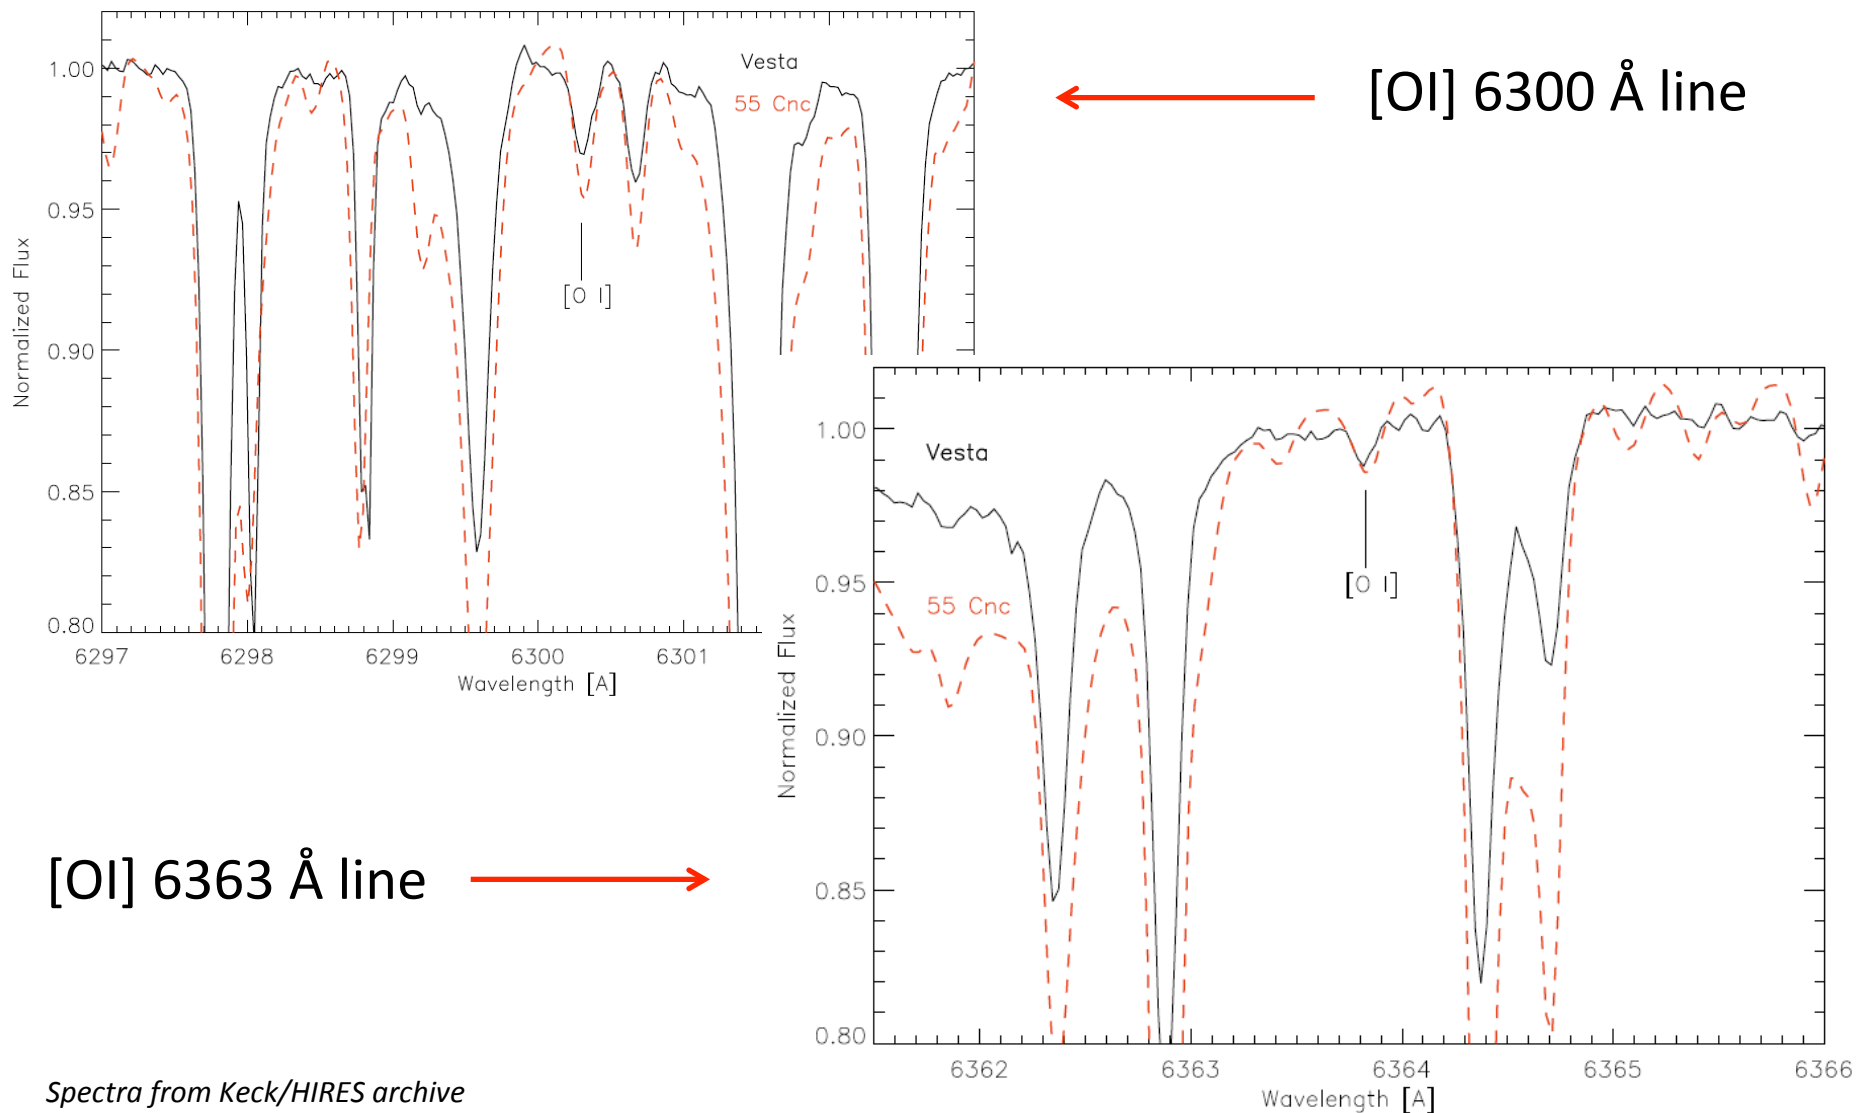 [OI] 6300 Å line
Vesta
55 Cnc
[O I]
1.00
0.95
0.90
0.85
0.80
Normalized Flux
6297 6298 6299 6300 6301
Wavelength [A]
Vesta
55 Cnc
[O I]
1.00
0.95
0.90
0.85
0.80
Normalized Flux
6362 6363 6364 6365 6366
Wavelength [A]
[OI] 6363 Å line
Spectra from Keck/HIRES archive